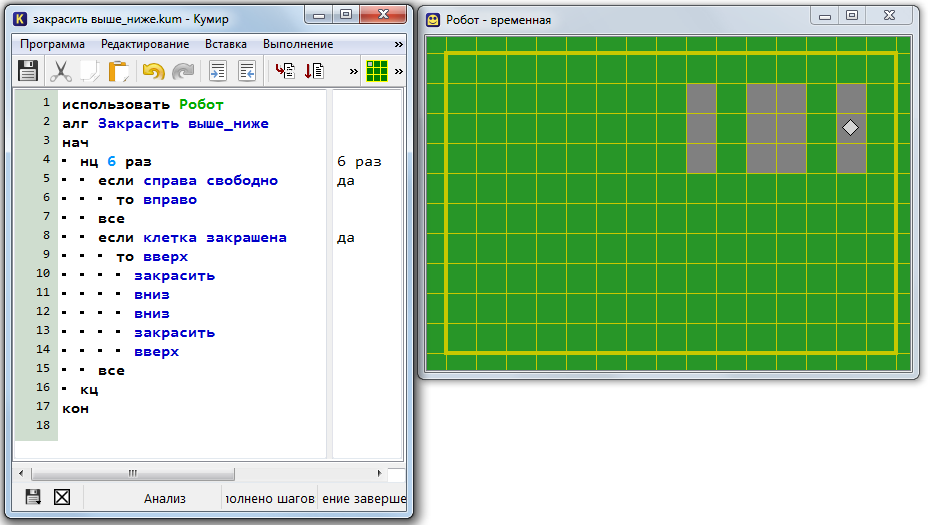 закрасить выше_ниже.kum - Кумир
Программа Редактирование Вставка Выполнение »
» »
1 использовать Робот
2 алг Закрасить выше_ниже
3 нач
4 нц 6 раз 6 раз
5 если справа свободно да
6 то вправо
7 все
8 если клетка закрашена да
9 то вверх
10 закрасить
11 вниз
12 вниз
13 закрасить
14 вверх
15 все
16 кц
17 кон
18
Анализ олнено шагов ение заверше
Робот - временная